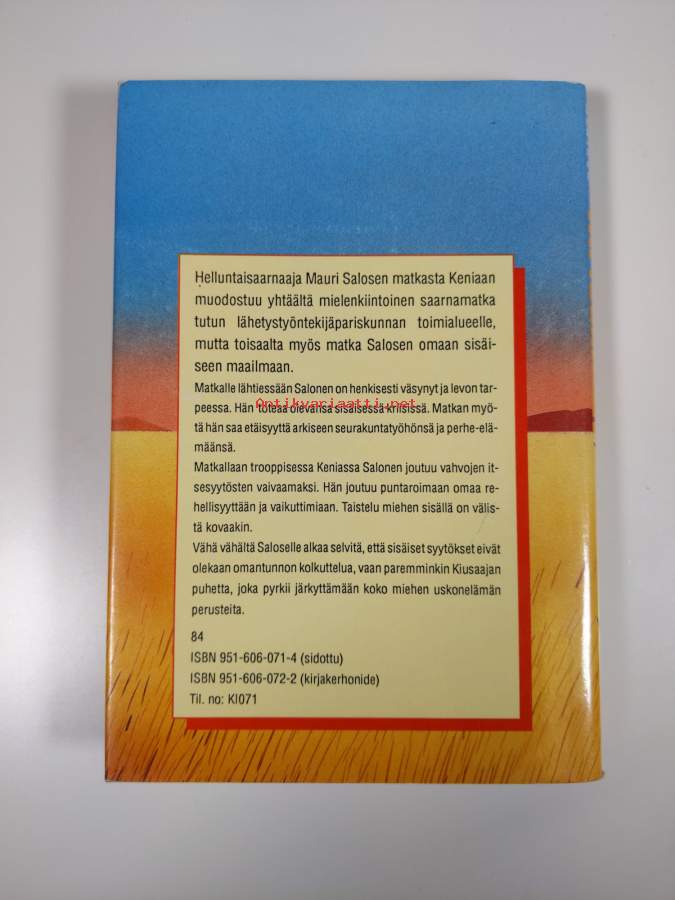 Helluntaisaarnaaja Mauri Salosen matkasta Keniaan
muodostuu yhtäältä mielenkiintoinen saarnamatka
tutun lähetystyöntekijäpariskunnan toimialueelle,
mutta toisaalta myös matka Salosen omaan sisäi-
seen maailmaan.
Matkalle lähtiessään Salonen on henkisesti väsynyt ja levon tar-
peessa. Hän toteaa olevansa sisäisessä kriisissä. Matkan myö-
Antikvariaatti.net
tä hän saa etäisyyttä arkiseen seurakuntatyöhönsä ja perhe-elä-
määnsä.
Matkallaan trooppisessa Keniassa Salonen joutuu vahvojen it-
sesyytösten vaivaamaksi. Hän joutuu puntaroimaan omaa re-
hellisyyttään ja vaikuttimiaan. Taistelu miehen sisällä on välis-
tä kovaakin.
Vähä vähältä Saloselle alkaa selvitä, että sisäiset syytökset eivät
olekaan omantunnon kolkuttelua, vaan paremminkin Kiusaajan
puhetta, joka pyrkii järkyttämään koko miehen uskonelämän
perusteita.
84
ISBN 951-606-071-4 (sidottu)
ISBN 951-606-072-2 (kirjakerhonide)
Til. no: KI071